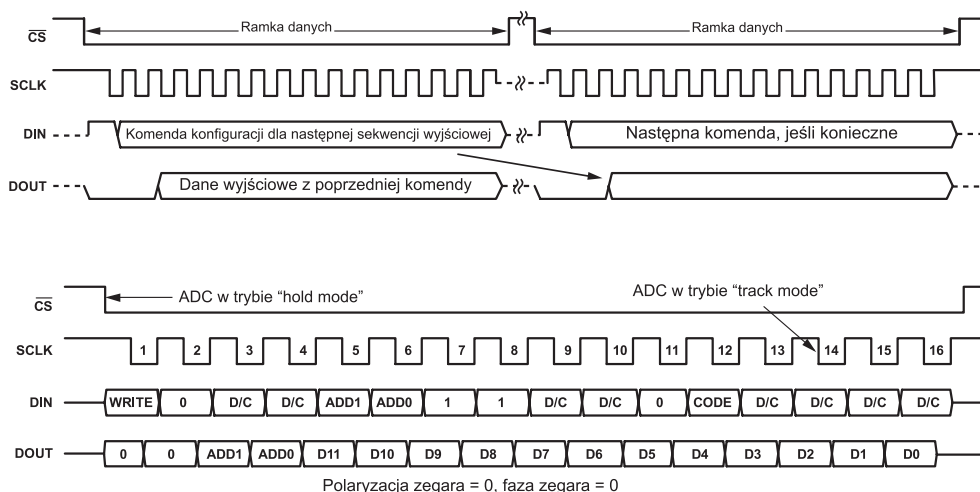 Ramka danych Ramka danych
CS
SCLK
DIN Komenda konfiguracji dla następnej sekwencji wyjściowej Następna komenda, jeśli konieczne
DOUT Dane wyjściowe z poprzedniej komendy
ADC w trybie “hold mode” ADC w trybie “track mode”
CS
SCLK 1 2 3 4 5 6 7 8 9 10 11 12 13 14 15 16
DIN WRITE 0 D/C D/C ADD1 ADD0 1 1 D/C D/C 0 CODE D/C D/C D/C D/C
DOUT 0 0 ADD1 ADD0 D11 D10 D9 D8 D7 D6 D5 D4 D3 D2 D1 D0
Polaryzacja zegara = 0, faza zegara = 0